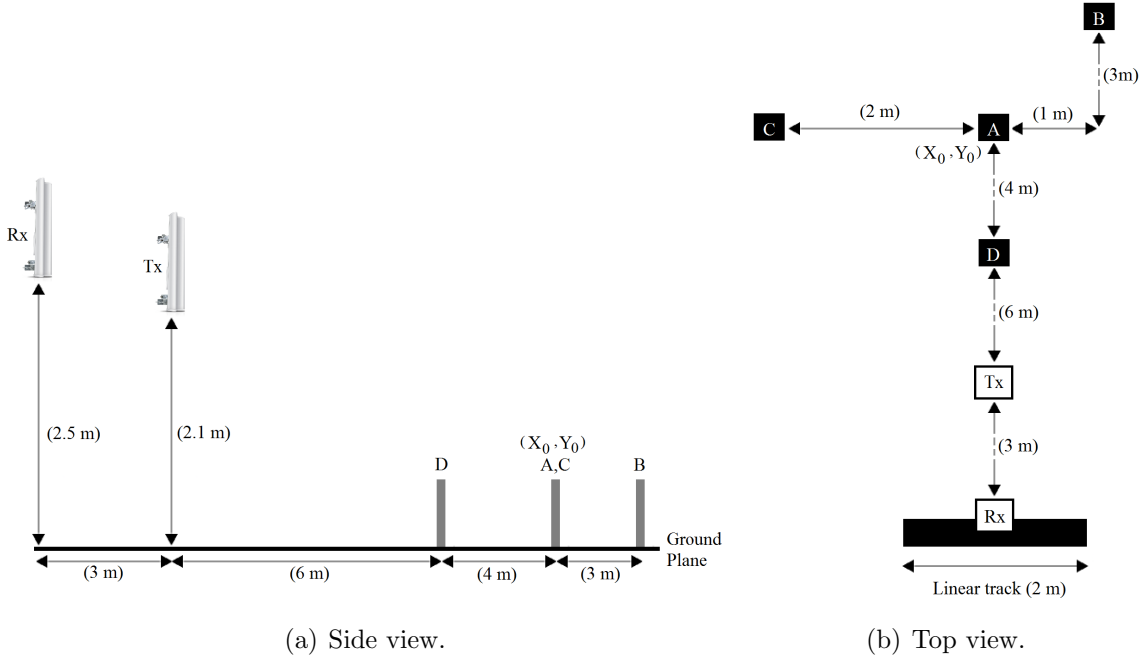 Rx
Tx
(2.5 m)
(2.1 m)
D
(X₀,Y₀)
A,C
B
Ground
Plane
(3 m)
(6 m)
(4 m)
(3 m)
(a) Side view.
B
(3m)
C
(2 m)
A
(1 m)
(X₀,Y₀)
(4 m)
D
(6 m)
Tx
(3 m)
Rx
Linear track (2 m)
(b) Top view.